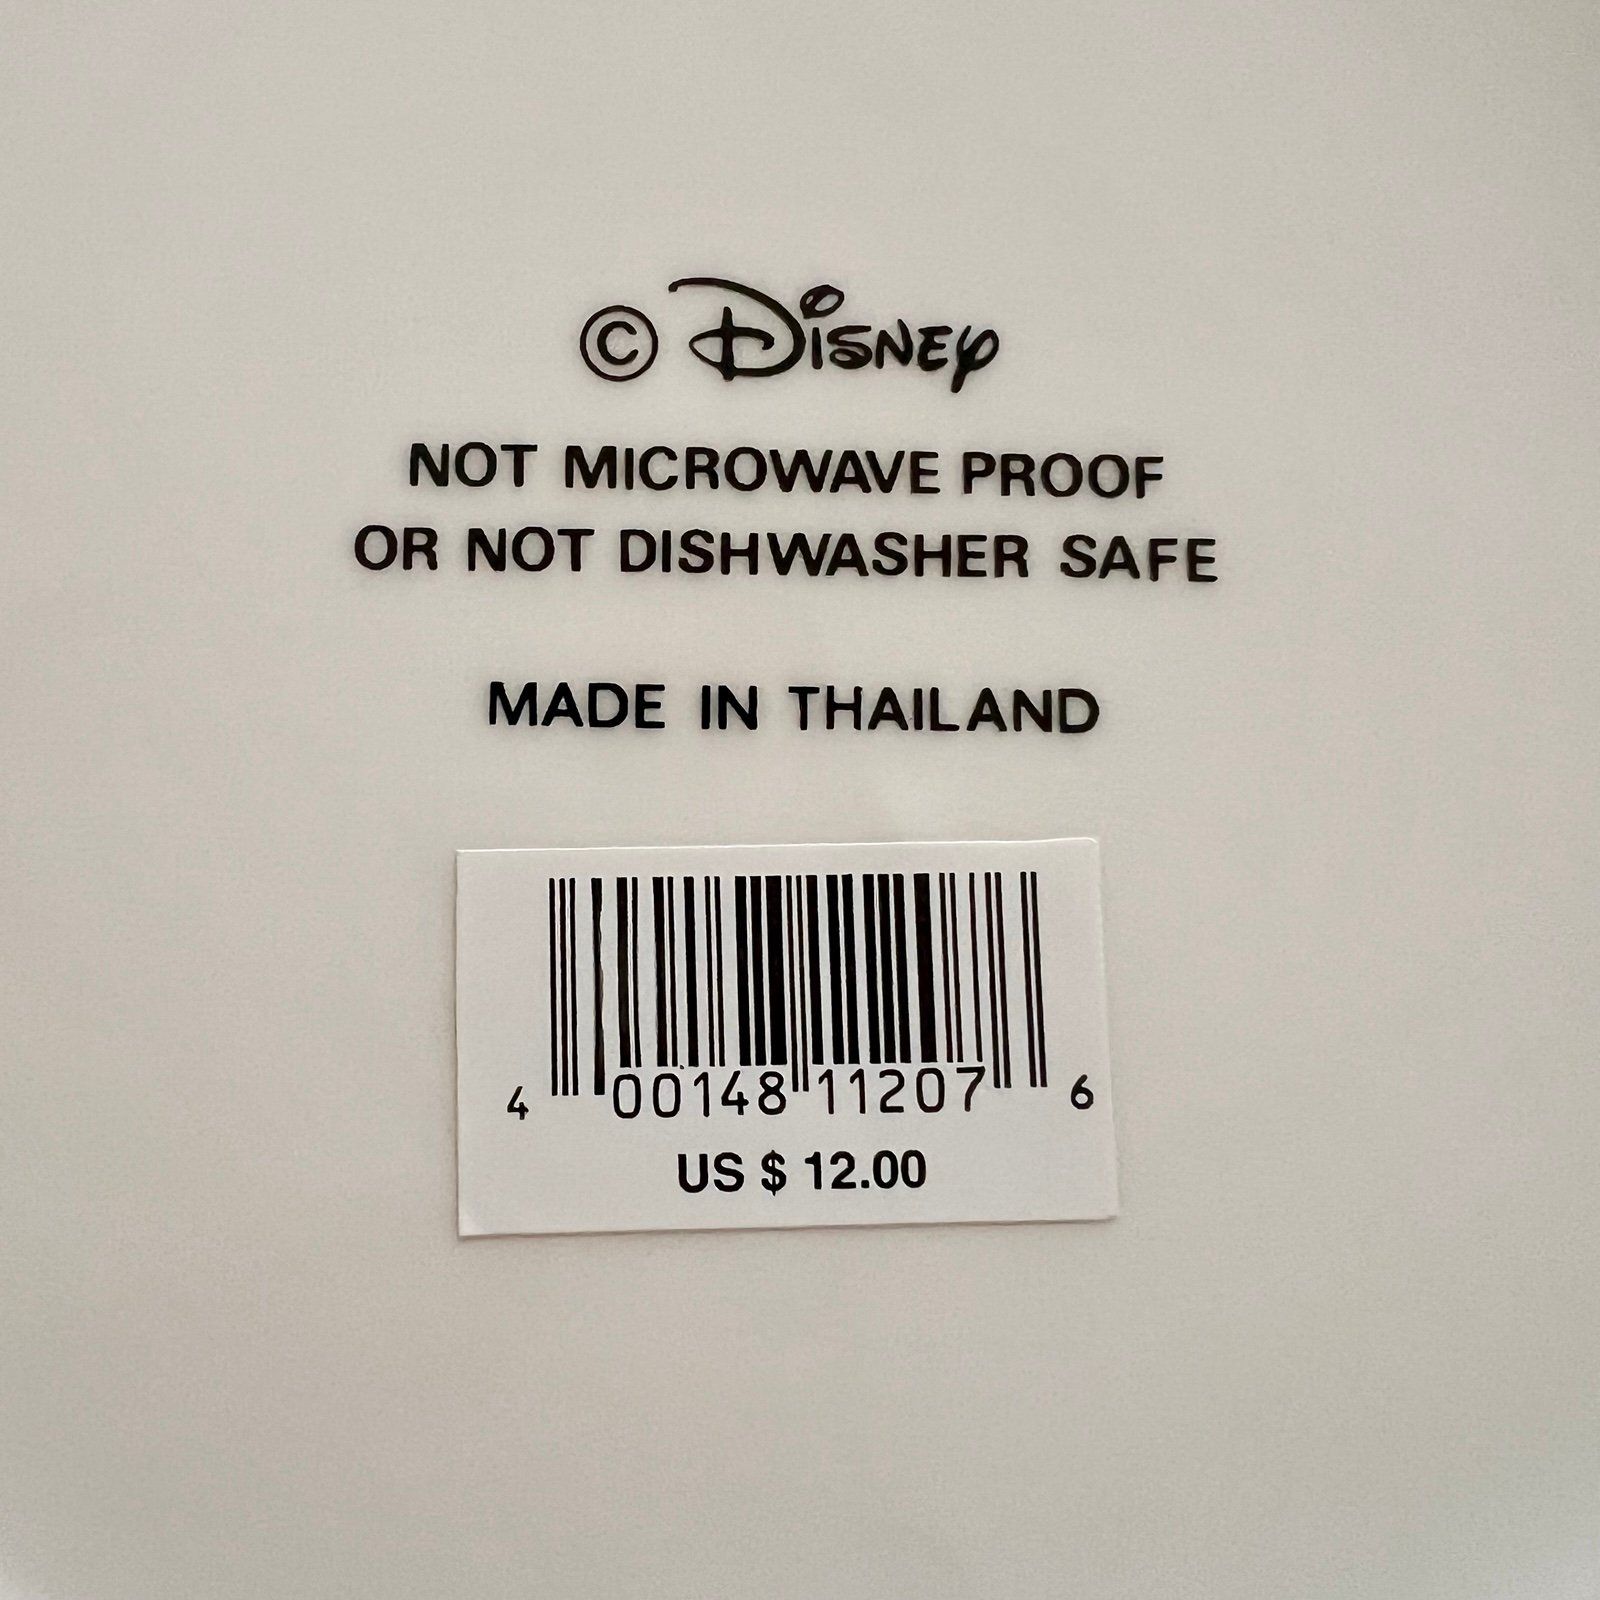 © Disney
NOT MICROWAVE PROOF
OR NOT DISHWASHER SAFE
MADE IN THAILAND
4 00148 11207 6
US $ 12.00